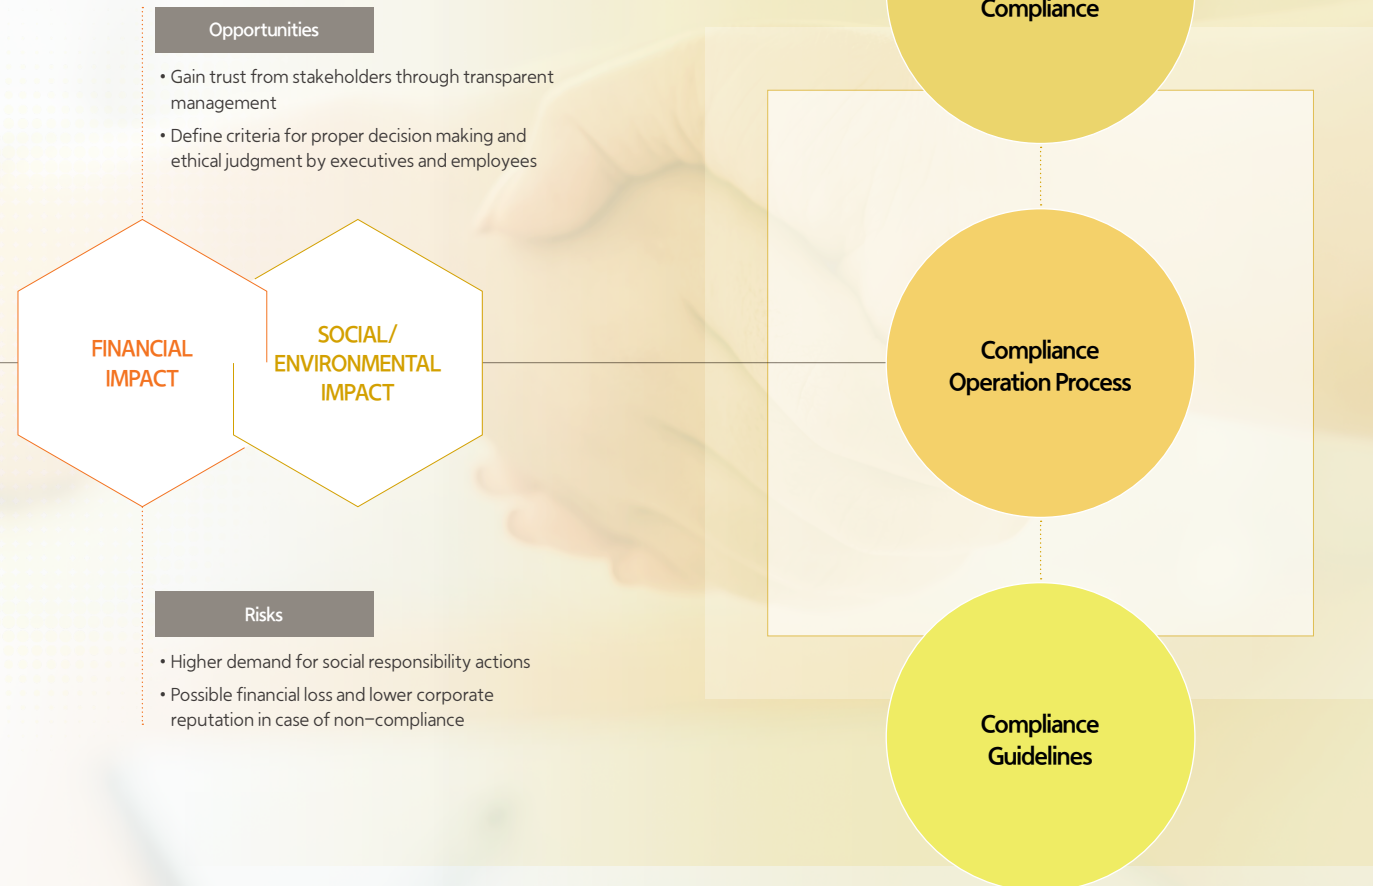 Opportunities
• Gain trust from stakeholders through transparent
management
• Define criteria for proper decision making and
ethical judgment by executives and employees
FINANCIAL
IMPACT
SOCIAL/
ENVIRONMENTAL
IMPACT
Risks
• Higher demand for social responsibility actions
• Possible financial loss and lower corporate
reputation in case of non-compliance
Compliance
Compliance
Operation Process
Compliance
Guidelines